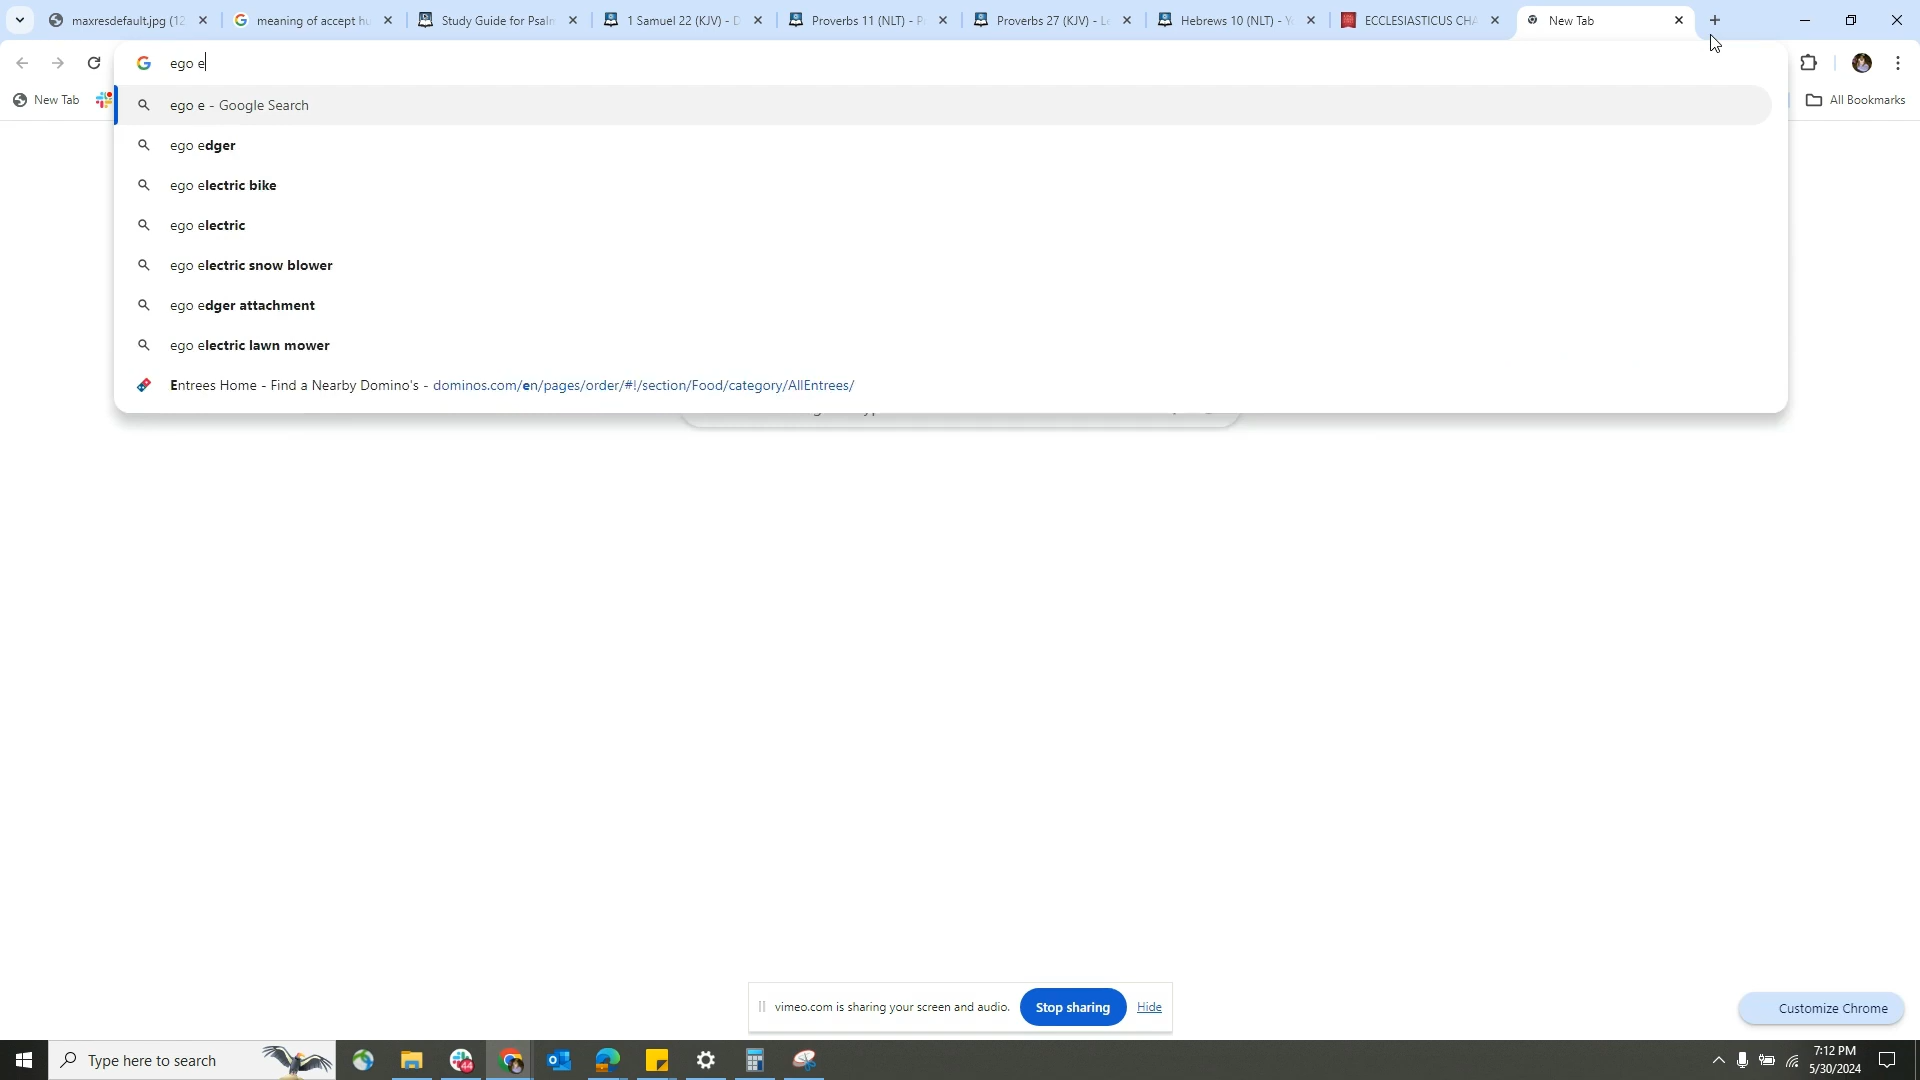 maxresdefault.jpg (12
meaning of accept hu
Study Guide for Psalm
1 Samuel 22 (KJV) - D
Proverbs 11 (NLT) - P
Proverbs 27 (KJV) - Le
Hebrews 10 (NLT) - Y
ECCLESIASTICUS CHA
New Tab
ego e
New Tab
All Bookmarks
ego e - Google Search
ego edger
ego electric bike
ego electric
ego electric snow blower
ego edger attachment
ego electric lawn mower
Entrees Home - Find a Nearby Domino's - dominos.com/en/pages/order/#!/section/Food/category/AllEntrees/
vimeo.com is sharing your screen and audio.
Stop sharing
Hide
Customize Chrome
Type here to search
44
7:12 PM
5/30/2024